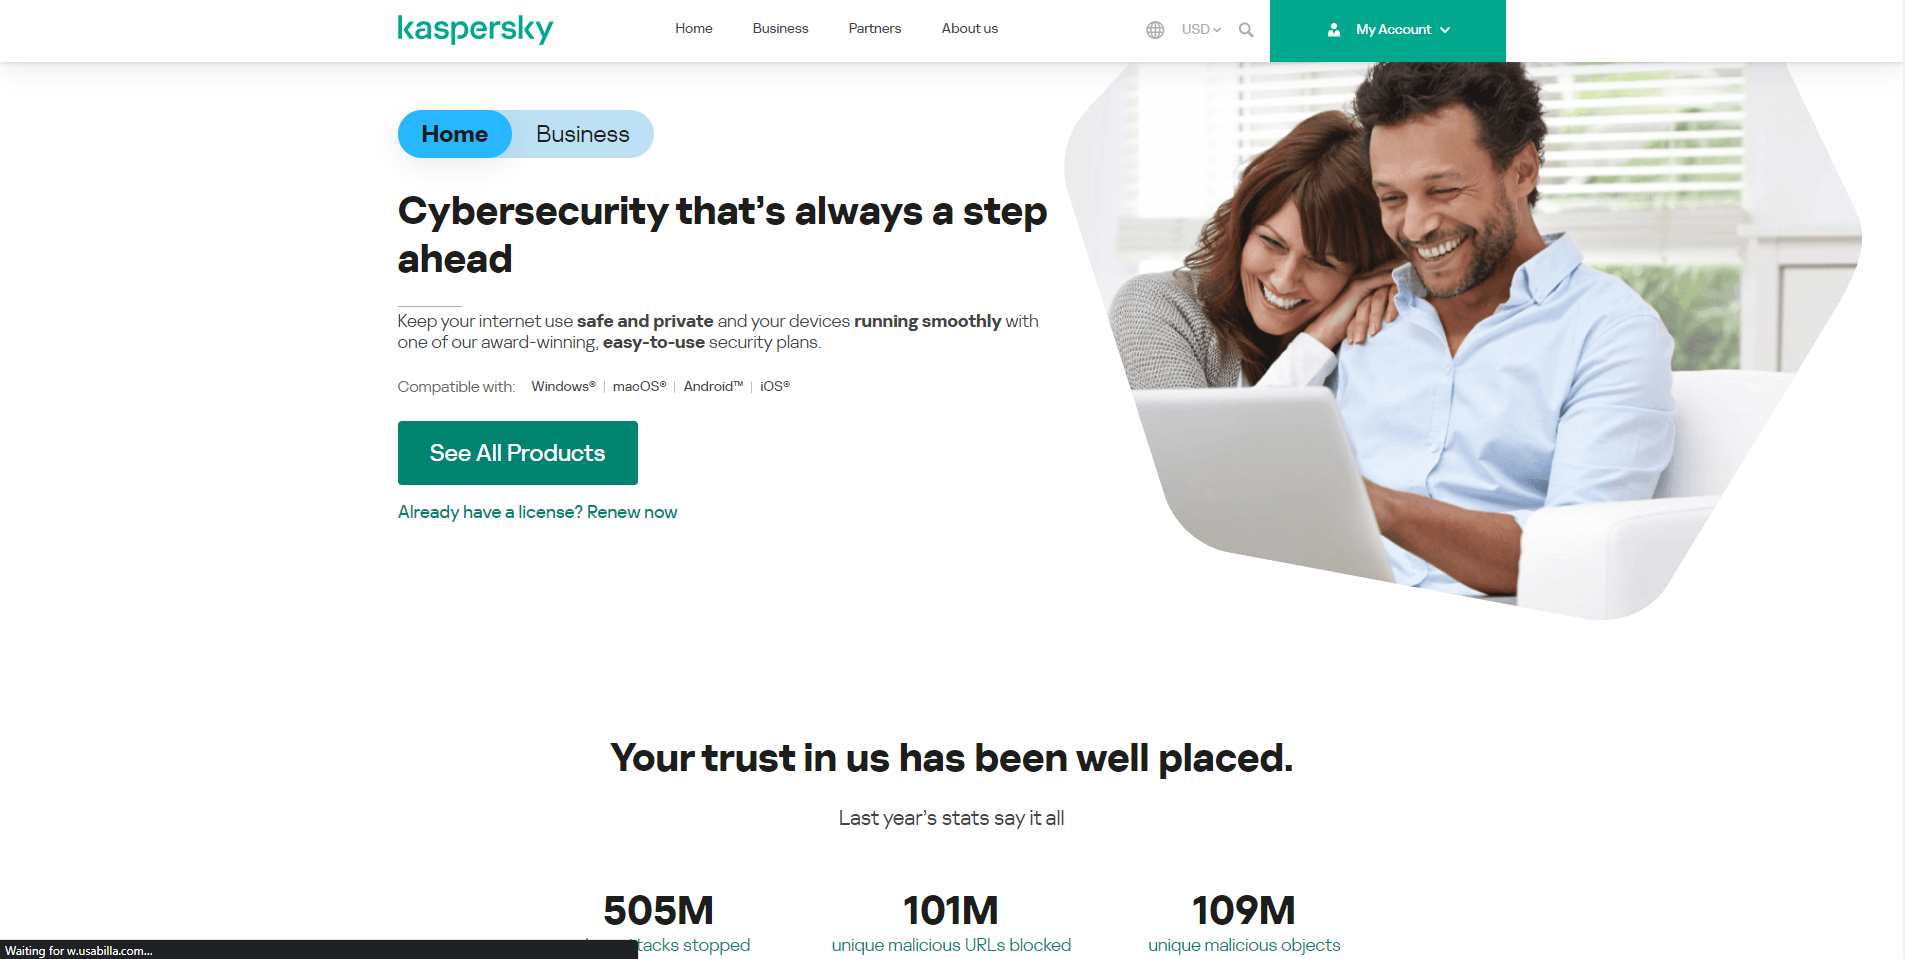 kaspersky
Home
Business
Partners
About us
USD
My Account
Home
Business
Cybersecurity that's always a step
ahead
Keep your internet use safe and private and your devices running smoothly with
one of our award-winning, easy-to-use security plans.
Compatible with: Windows® | macOS® | Android™ | iOS®
See All Products
Already have a license? Renew now
Your trust in us has been well placed.
Last year's stats say it all
505M
101M
109M
stopped
unique malicious URLs blocked
unique malicious objects
Waiting for w.usabilla.com...